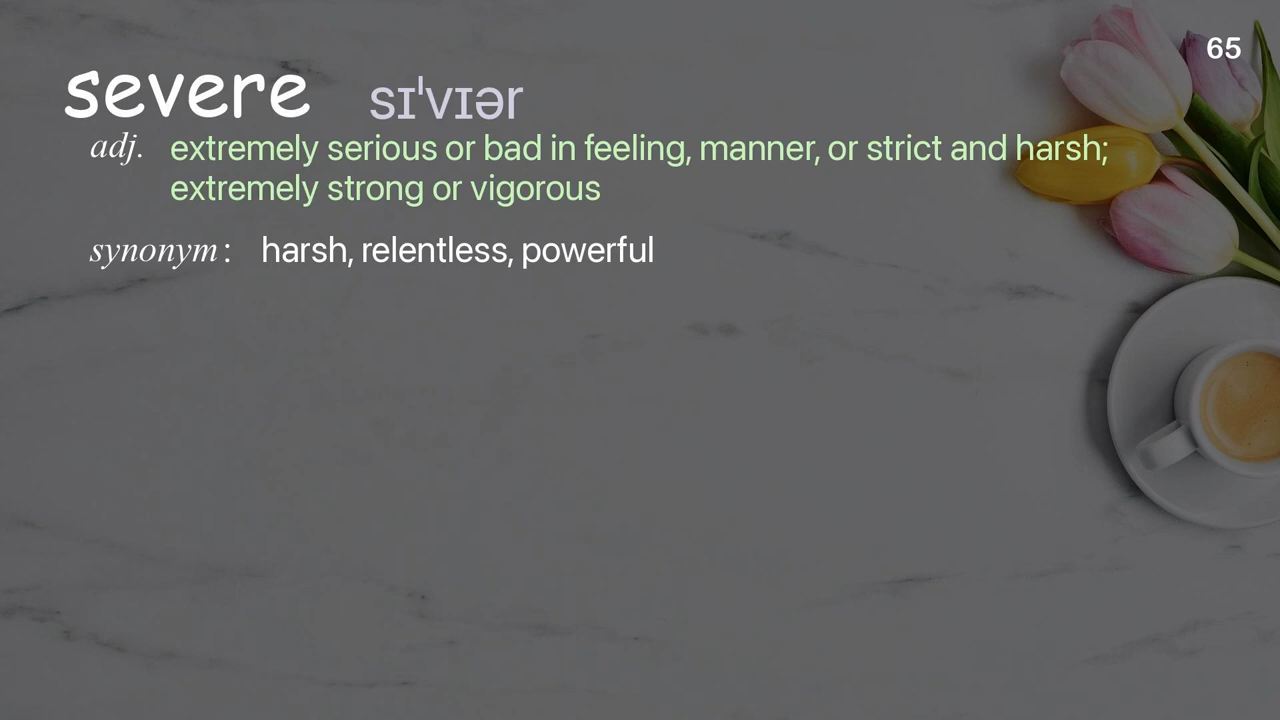 65
severe sɪˈvɪər
adj. extremely serious or bad in feeling, manner, or strict and harsh;
extremely strong or vigorous
synonym : harsh, relentless, powerful